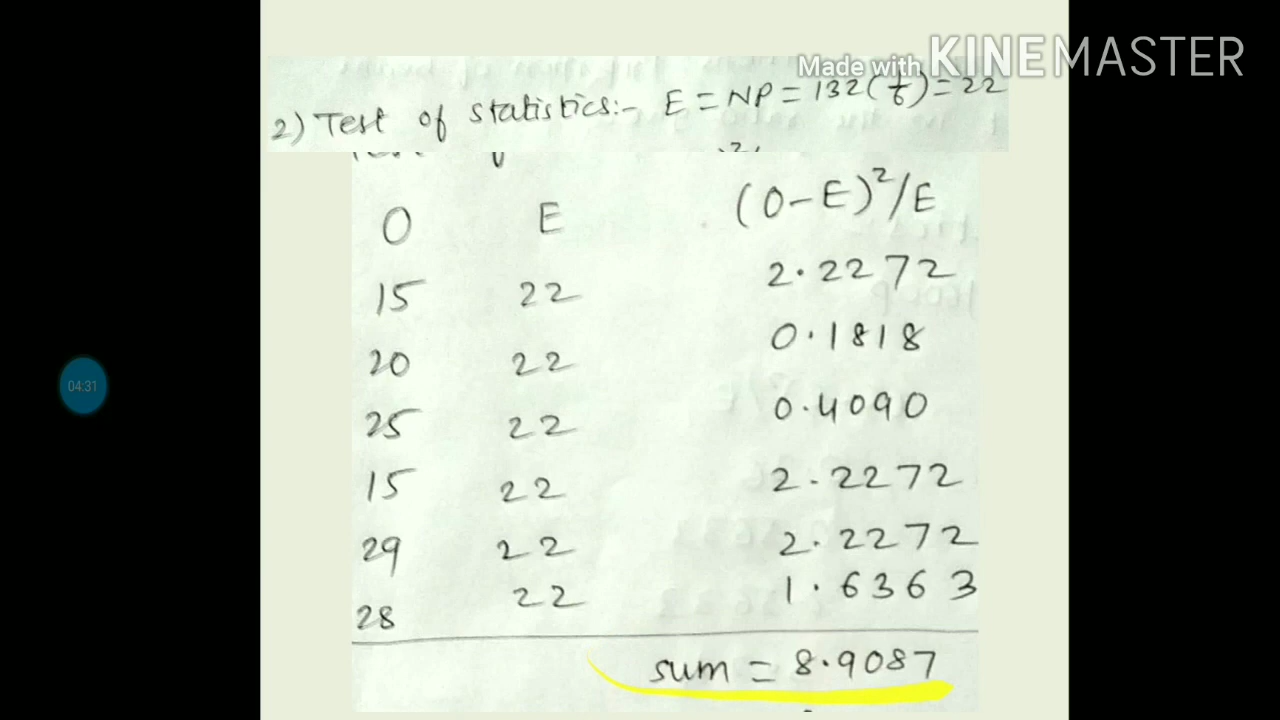 Made with KINEMASTER
2) Test of statistics:- E = NP = 132(1/6) = 22
O E (O-E)²/E
15 22 2.2272
20 22 0.1818
25 22 0.4090
15 22 2.2272
29 22 2.2272
28 22 1.6363
sum = 8.9087
04:31